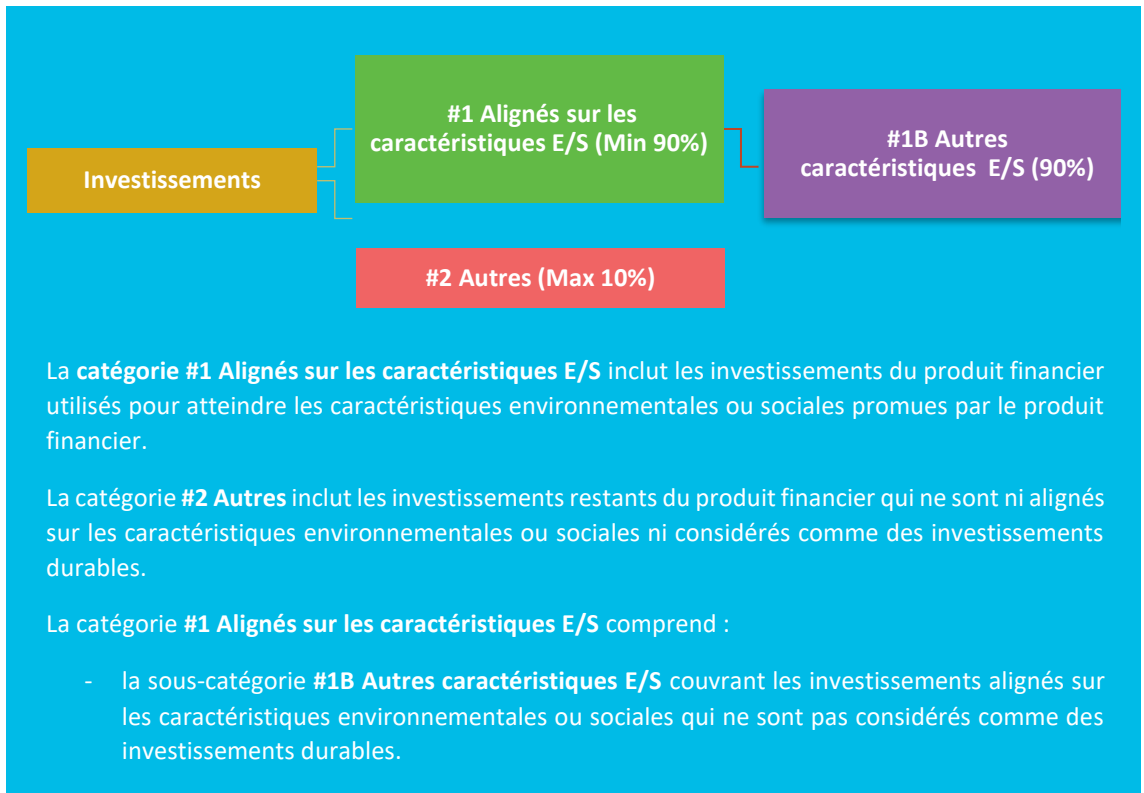 #1 Alignés sur les
caractéristiques E/S (Min 90%)
#1B Autres
caractéristiques E/S (90%)
Investissements
#2 Autres (Max 10%)
La catégorie #1 Alignés sur les caractéristiques E/S inclut les investissements du produit financier
utilisés pour atteindre les caractéristiques environnementales ou sociales promues par le produit
financier.
La catégorie #2 Autres inclut les investissements restants du produit financier qui ne sont ni alignés
sur les caractéristiques environnementales ou sociales ni considérés comme des investissements
durables.
La catégorie #1 Alignés sur les caractéristiques E/S comprend :
- la sous-catégorie #1B Autres caractéristiques E/S couvrant les investissements alignés sur
les caractéristiques environnementales ou sociales qui ne sont pas considérés comme des
investissements durables.